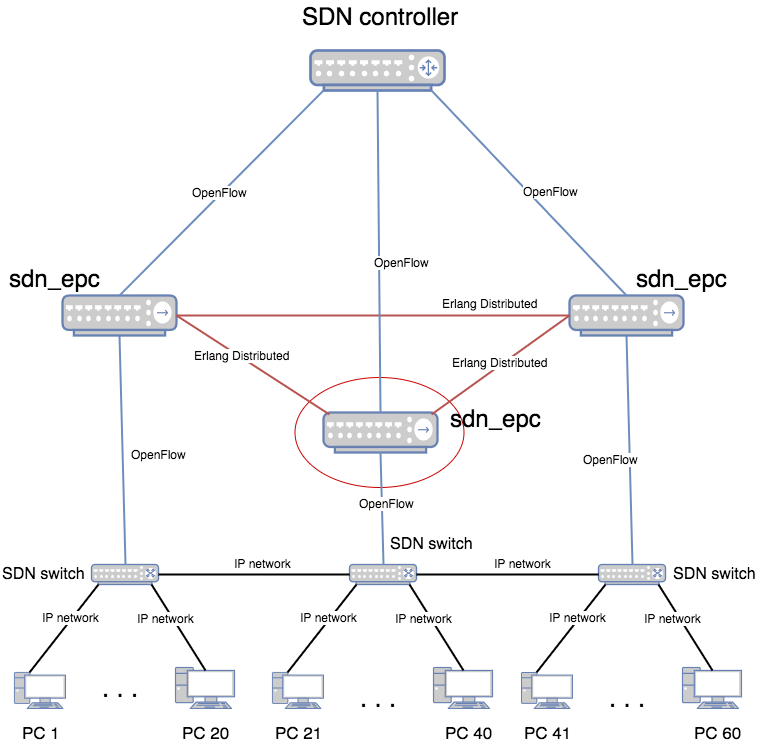 SDN controller
OpenFlow
OpenFlow
OpenFlow
sdn_epc
sdn_epc
Erlang Distributed
Erlang Distributed
Erlang Distributed
sdn_epc
OpenFlow
OpenFlow
OpenFlow
SDN switch
SDN switch
IP network
IP network
SDN switch
IP network
IP network
IP network
IP network
IP network
IP network
. . .
. . .
. . .
PC 1
PC 20
PC 21
PC 40
PC 41
PC 60